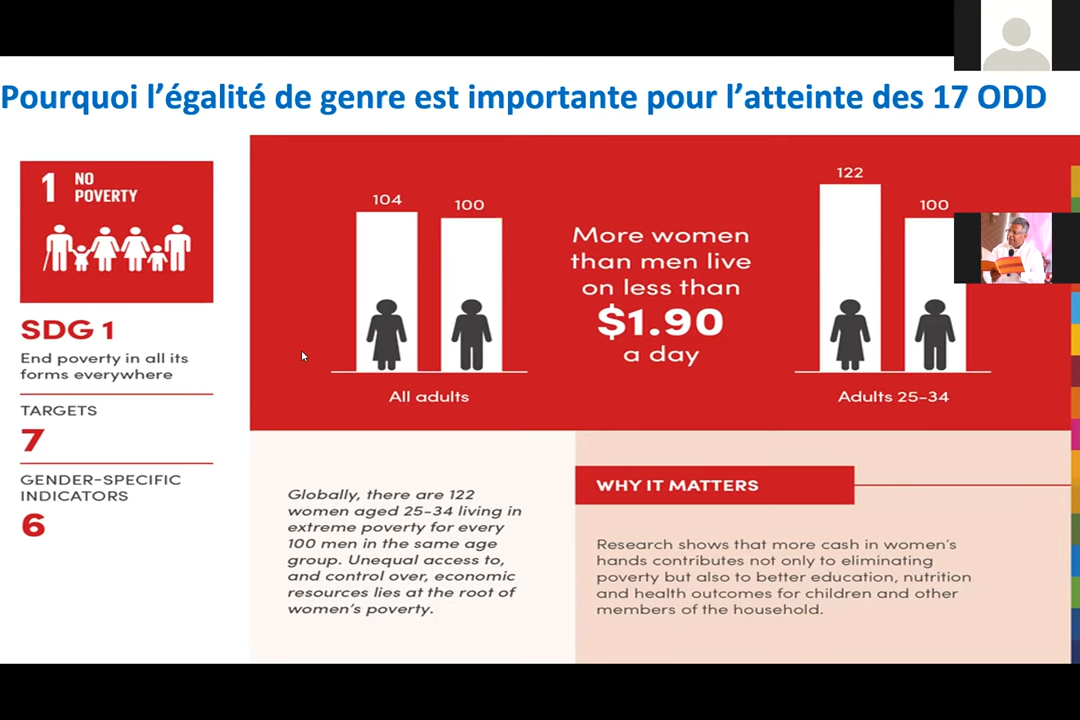 Pourquoi l’égalité de genre est importante pour l’atteinte des 17 ODD
1 NO
POVERTY
SDG 1
End poverty in all its
forms everywhere
TARGETS
7
GENDER-SPECIFIC
INDICATORS
6
104
100
All adults
More women
than men live
on less than
$1.90
a day
122
100
Adults 25-34
Globally, there are 122
women aged 25-34 living in
extreme poverty for every
100 men in the same age
group. Unequal access to,
and control over, economic
resources lies at the root of
women's poverty.
WHY IT MATTERS
Research shows that more cash in women's
hands contributes not only to eliminating
poverty but also to better education, nutrition
and health outcomes for children and other
members of the household.